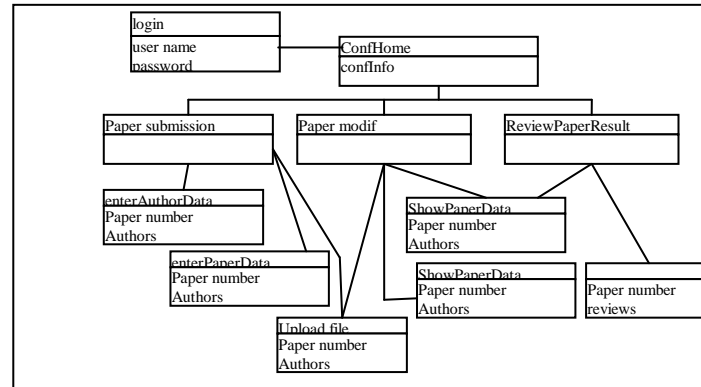 login
user name
password
ConfHome
confInfo
Paper submission
Paper modif
ReviewPaperResult
enterAuthorData
Paper number
Authors
ShowPaperData
Paper number
Authors
enterPaperData
Paper number
Authors
ShowPaperData
Paper number
Authors
Paper number
reviews
Upload file
Paper number
Authors